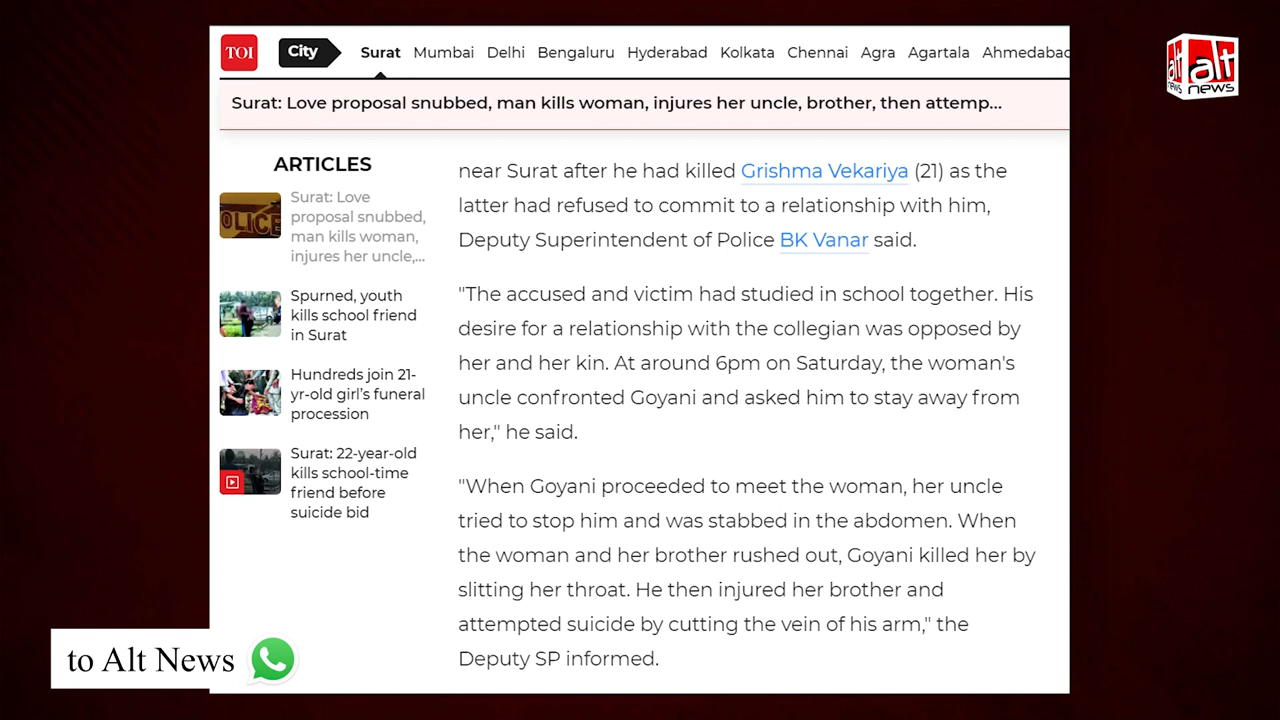 TOI
City
Surat Mumbai Delhi Bengaluru Hyderabad Kolkata Chennai Agra Agartala Ahmedabad
alt
alt
news
news
Surat: Love proposal snubbed, man kills woman, injures her uncle, brother, then attemp...
ARTICLES
OLICE
Surat: Love
proposal snubbed,
man kills woman,
injures her uncle,...
Spurned, youth
kills school friend
in Surat
Hundreds join 21-
yr-old girl's funeral
procession
Surat: 22-year-old
kills school-time
friend before
suicide bid
near Surat after he had killed Grishma Vekariya (21) as the
latter had refused to commit to a relationship with him,
Deputy Superintendent of Police BK Vanar said.
"The accused and victim had studied in school together. His
desire for a relationship with the collegian was opposed by
her and her kin. At around 6pm on Saturday, the woman's
uncle confronted Goyani and asked him to stay away from
her," he said.
"When Goyani proceeded to meet the woman, her uncle
tried to stop him and was stabbed in the abdomen. When
the woman and her brother rushed out, Goyani killed her by
slitting her throat. He then injured her brother and
attempted suicide by cutting the vein of his arm," the
Deputy SP informed.
to Alt News